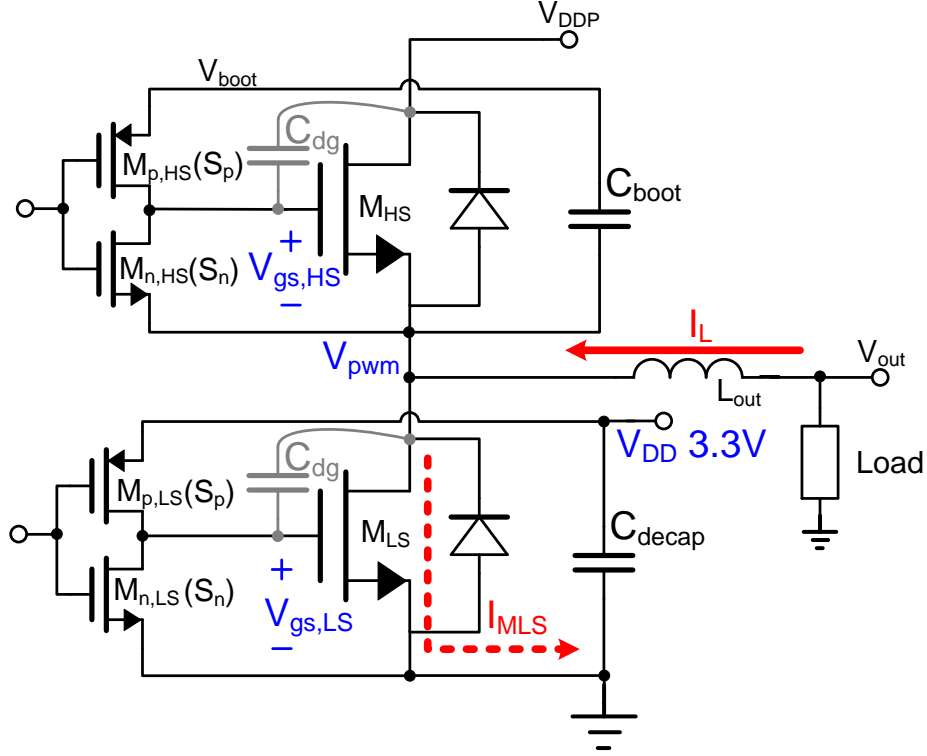 V_DDP
V_boot
C_dg
M_p,HS(S_p)
C_boot
M_HS
+
M_n,HS(S_n)
V_gs,HS
–
I_L
V_pwm
V_out
L_out
V_DD 3.3V
C_dg
Load
M_p,LS(S_p)
M_LS
C_decap
+
M_n,LS(S_n)
V_gs,LS
I_MLS
–